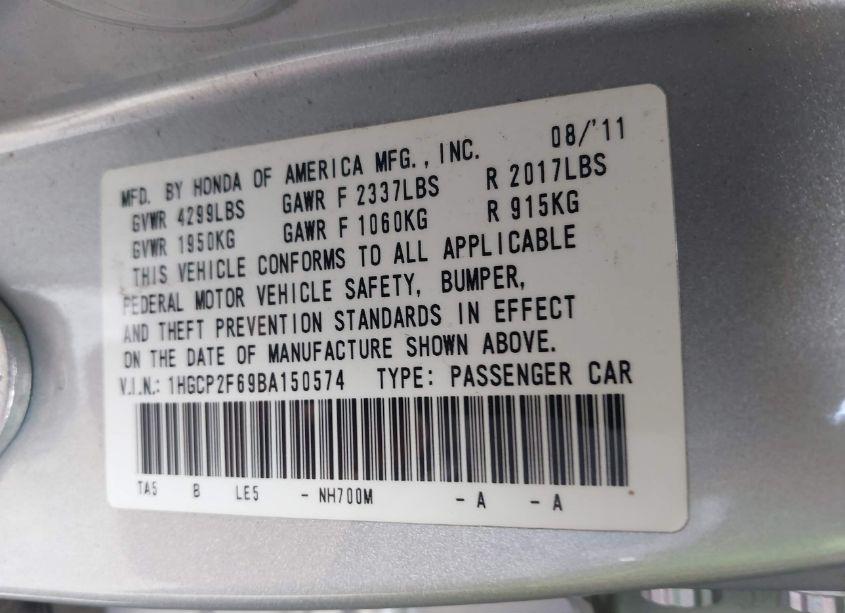 MFD. BY HONDA OF AMERICA MFG., INC. 08/'11
GVWR 4299LBS GAWR F 2337LBS R 2017LBS
GVWR 1950KG GAWR F 1060KG R 915KG
THIS VEHICLE CONFORMS TO ALL APPLICABLE
FEDERAL MOTOR VEHICLE SAFETY, BUMPER,
AND THEFT PREVENTION STANDARDS IN EFFECT
ON THE DATE OF MANUFACTURE SHOWN ABOVE.
V.I.N.: 1HGCP2F69BA150574 TYPE: PASSENGER CAR
TA5 B LE5 - NH700M - A - A